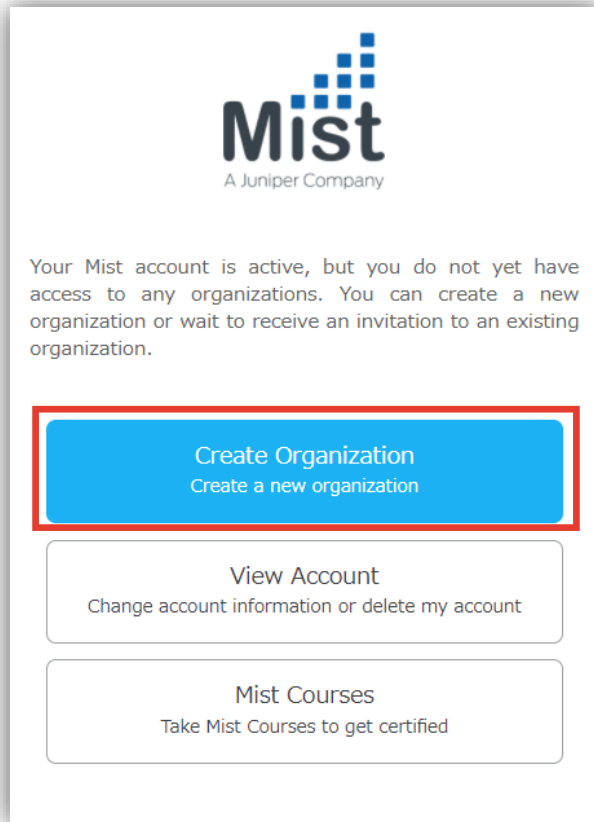 Mist
A Juniper Company
Your Mist account is active, but you do not yet have
access to any organizations. You can create a new
organization or wait to receive an invitation to an existing
organization.
Create Organization
Create a new organization
View Account
Change account information or delete my account
Mist Courses
Take Mist Courses to get certified